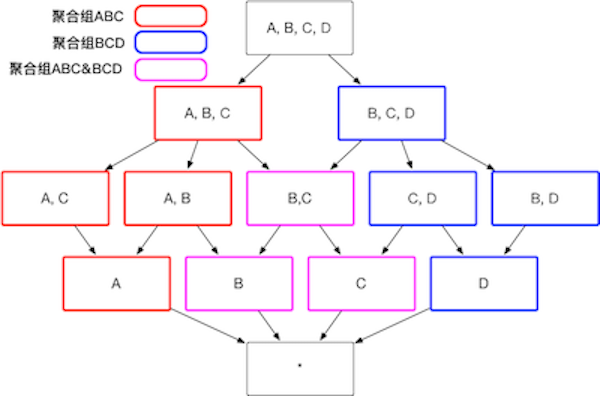 聚合组ABC
聚合组BCD
聚合组ABC&BCD
A, B, C, D
A, B, C
B, C, D
A, C
A, B
B,C
C, D
B, D
A
B
C
D
*